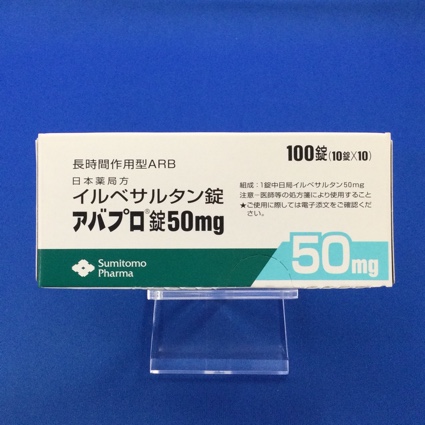 長時間作用型ARB
日本薬局方
イルベサルタン錠
アバプロ®錠50mg
100錠(10錠×10)
組成:1錠中日局イルベサルタン50mg
注意-医師等の処方箋により使用すること
★ご使用に際しては電子添文をご確認くだ
さい。
50mg
Sumitomo
Pharma